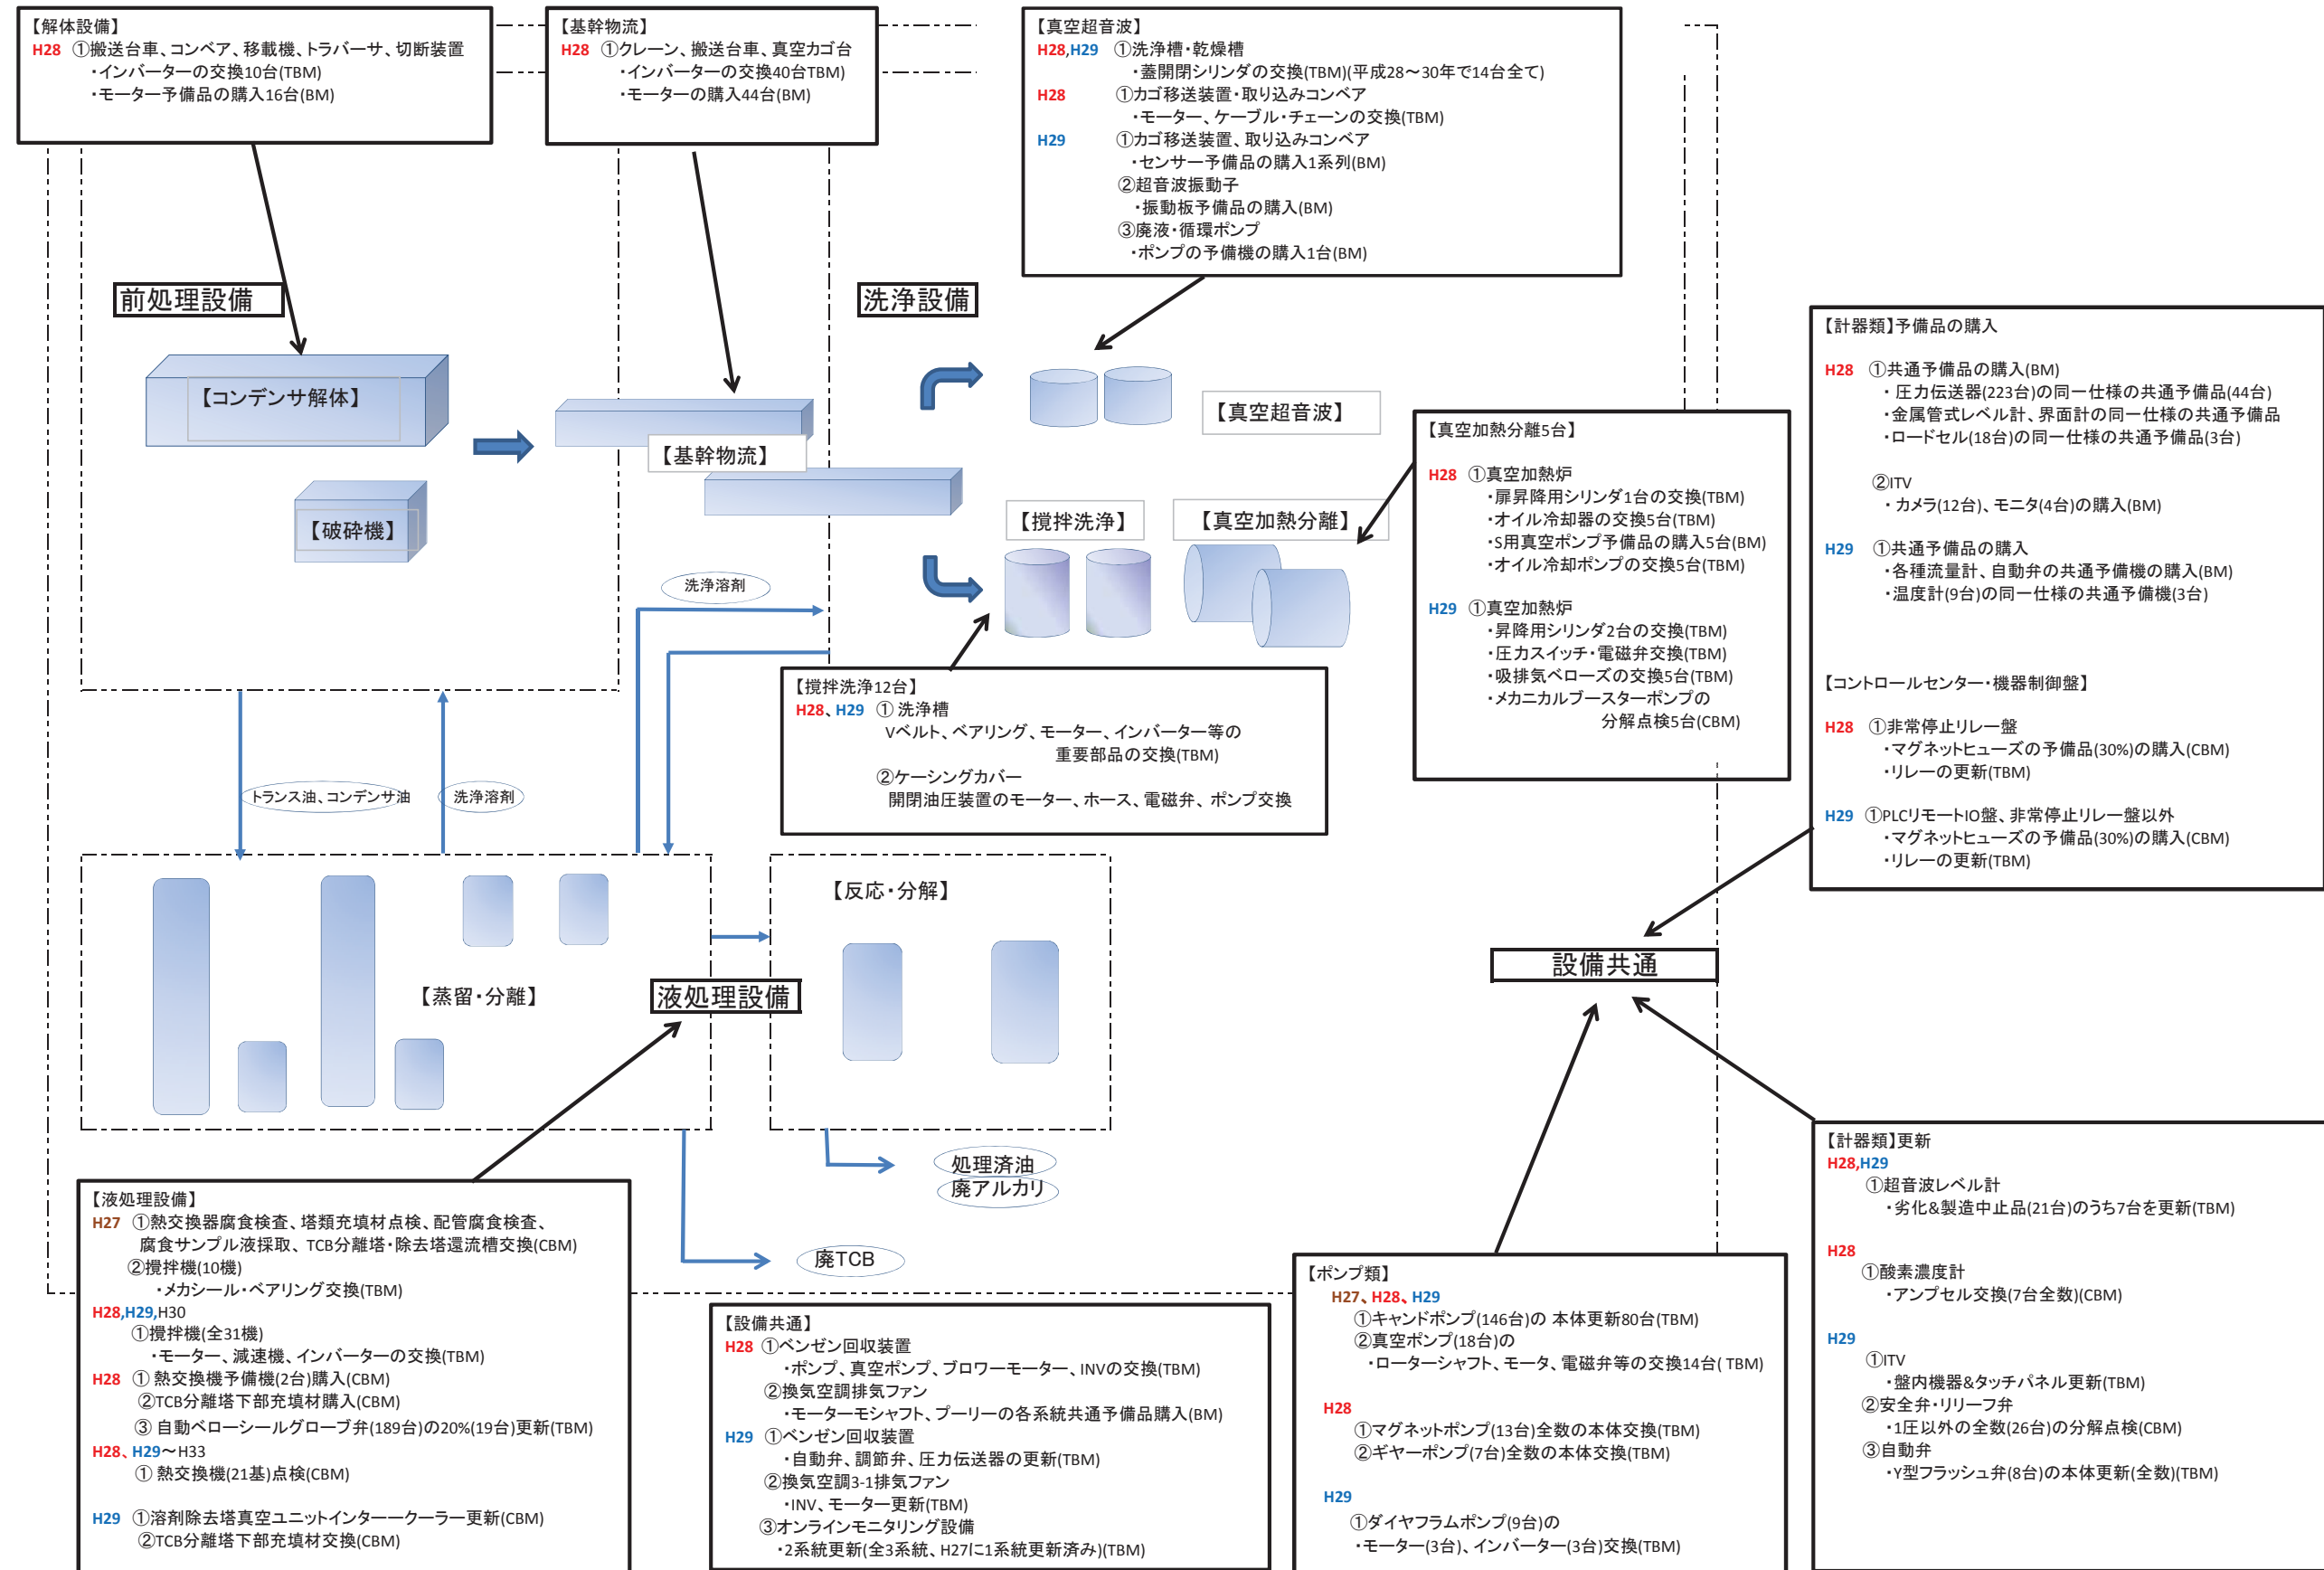 【解体設備】
H28 ①搬送台車、コンベア、移載機、トラバーサ、切断装置
・インバーターの交換10台(TBM)
・モーター予備品の購入16台(BM)
【基幹物流】
H28 ①クレーン、搬送台車、真空カゴ台
・インバーターの交換40台TBM)
・モーターの購入44台(BM)
【真空超音波】
H28,H29 ①洗浄槽・乾燥槽
・蓋開閉シリンダの交換(TBM)(平成28～30年で14台全て)
H28 ①カゴ移送装置・取り込みコンベア
・モーター、ケーブル・チェーンの交換(TBM)
H29 ①カゴ移送装置、取り込みコンベア
・センサー予備品の購入1系列(BM)
②超音波振動子
・振動板予備品の購入(BM)
③廃液・循環ポンプ
・ポンプの予備機の購入1台(BM)
前処理設備
洗浄設備
【コンデンサ解体】
【破砕機】
【基幹物流】
【真空超音波】
【攪拌洗浄】
【真空加熱分離】
洗浄溶剤
【真空加熱分離5台】
H28 ①真空加熱炉
・扉昇降用シリンダ1台の交換(TBM)
・オイル冷却器の交換5台(TBM)
・S用真空ポンプ予備品の購入5台(BM)
・オイル冷却ポンプの交換5台(TBM)
H29 ①真空加熱炉
・昇降用シリンダ2台の交換(TBM)
・圧力スイッチ・電磁弁交換(TBM)
・吸排気ベローズの交換5台(TBM)
・メカニカルブースターポンプの
分解点検5台(CBM)
【計器類】予備品の購入
H28 ①共通予備品の購入(BM)
・圧力伝送器(223台)の同一仕様の共通予備品(44台)
・金属管式レベル計、界面計の同一仕様の共通予備品
・ロードセル(18台)の同一仕様の共通予備品(3台)
②ITV
・カメラ(12台)、モニタ(4台)の購入(BM)
H29 ①共通予備品の購入
・各種流量計、自動弁の共通予備機の購入(BM)
・温度計(9台)の同一仕様の共通予備機(3台)
【コントロールセンター・機器制御盤】
H28 ①非常停止リレー盤
・マグネットヒューズの予備品(30%)の購入(CBM)
・リレーの更新(TBM)
H29 ①PLCリモートIO盤、非常停止リレー盤以外
・マグネットヒューズの予備品(30%)の購入(CBM)
・リレーの更新(TBM)
【攪拌洗浄12台】
H28、H29 ① 洗浄槽
Vベルト、ベアリング、モーター、インバーター等の
重要部品の交換(TBM)
②ケーシングカバー
開閉油圧装置のモーター、ホース、電磁弁、ポンプ交換
トランス油、コンデンサ油
洗浄溶剤
【反応・分解】
【蒸留・分離】
液処理設備
設備共通
処理済油
廃アルカリ
廃TCB
【液処理設備】
H27 ①熱交換器腐食検査、塔類充填材点検、配管腐食検査、
腐食サンプル液採取、TCB分離塔・除去塔還流槽交換(CBM)
②攪拌機(10機)
・メカシール・ベアリング交換(TBM)
H28,H29,H30
①攪拌機(全31機)
・モーター、減速機、インバーターの交換(TBM)
H28 ① 熱交換機予備機(2台)購入(CBM)
②TCB分離塔下部充填材購入(CBM)
③ 自動ベローシールグローブ弁(189台)の20%(19台)更新(TBM)
H28、H29～H33
① 熱交換機(21基)点検(CBM)
H29 ①溶剤除去塔真空ユニットインターークーラー更新(CBM)
②TCB分離塔下部充填材交換(CBM)
【設備共通】
H28 ①ベンゼン回収装置
・ポンプ、真空ポンプ、ブロワーモーター、INVの交換(TBM)
②換気空調排気ファン
・モーターモシャフト、プーリーの各系統共通予備品購入(BM)
H29 ①ベンゼン回収装置
・自動弁、調節弁、圧力伝送器の更新(TBM)
②換気空調3-1排気ファン
・INV、モーター更新(TBM)
③オンラインモニタリング設備
・2系統更新(全3系統、H27に1系統更新済み)(TBM)
【ポンプ類】
H27、H28、H29
①キャンドポンプ(146台)の 本体更新80台(TBM)
②真空ポンプ(18台)の
・ローターシャフト、モータ、電磁弁等の交換14台( TBM)
H28
①マグネットポンプ(13台)全数の本体交換(TBM)
②ギヤーポンプ(7台)全数の本体交換(TBM)
H29
①ダイヤフラムポンプ(9台)の
・モーター(3台)、インバーター(3台)交換(TBM)
【計器類】更新
H28,H29
①超音波レベル計
・劣化&製造中止品(21台)のうち7台を更新(TBM)
H28
①酸素濃度計
・アンプセル交換(7台全数)(CBM)
H29
①ITV
・盤内機器&タッチパネル更新(TBM)
②安全弁・リリーフ弁
・1圧以外の全数(26台)の分解点検(CBM)
③自動弁
・Y型フラッシュ弁(8台)の本体更新(全数)(TBM)